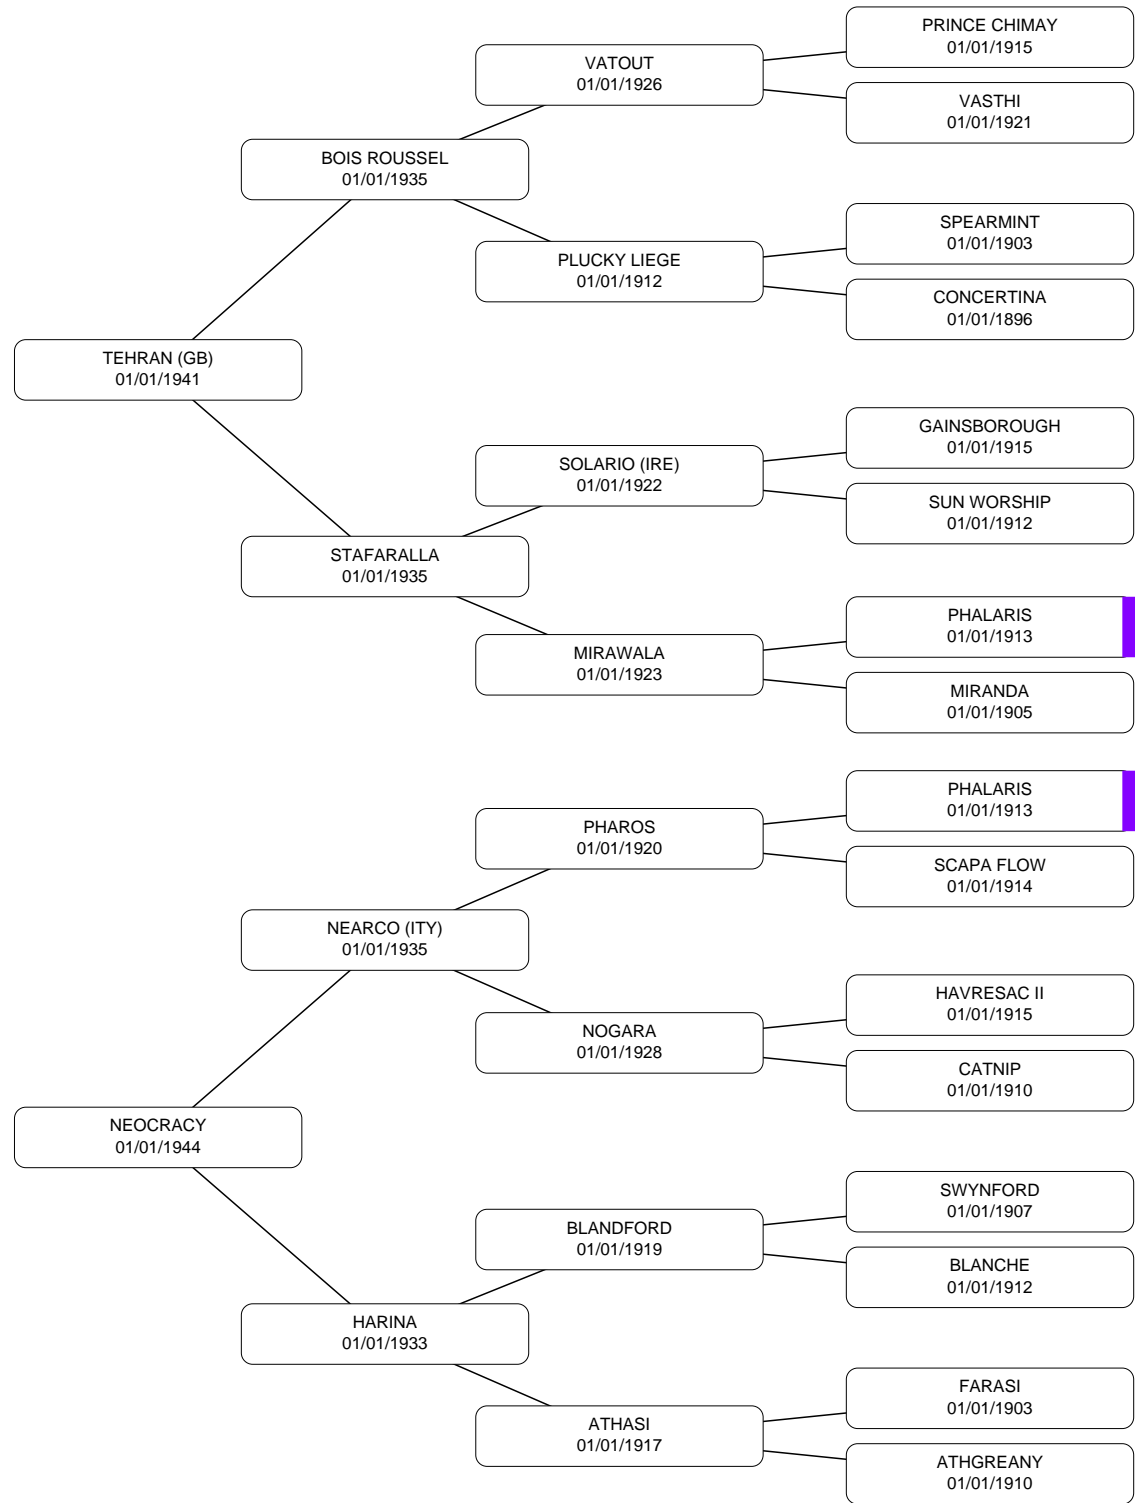 PRINCE CHIMAY
01/01/1915
VATOUT
01/01/1926
VASTHI
01/01/1921
BOIS ROUSSEL
01/01/1935
SPEARMINT
01/01/1903
PLUCKY LIEGE
01/01/1912
CONCERTINA
01/01/1896
TEHRAN (GB)
01/01/1941
GAINSBOROUGH
01/01/1915
SOLARIO (IRE)
01/01/1922
SUN WORSHIP
01/01/1912
STAFARALLA
01/01/1935
PHALARIS
01/01/1913
MIRAWALA
01/01/1923
MIRANDA
01/01/1905
PHALARIS
01/01/1913
PHAROS
01/01/1920
SCAPA FLOW
01/01/1914
NEARCO (ITY)
01/01/1935
HAVRESAC II
01/01/1915
NOGARA
01/01/1928
CATNIP
01/01/1910
NEOCRACY
01/01/1944
SWYNFORD
01/01/1907
BLANDFORD
01/01/1919
BLANCHE
01/01/1912
HARINA
01/01/1933
FARASI
01/01/1903
ATHASI
01/01/1917
ATHGREANY
01/01/1910